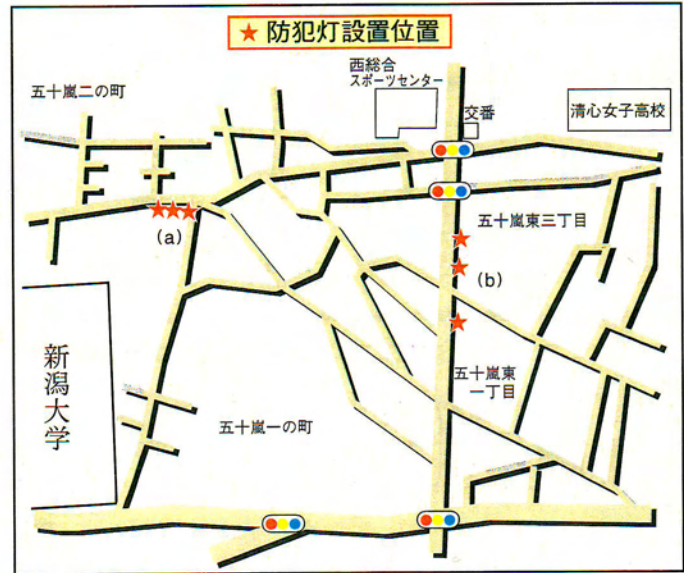 ★ 防犯灯設置位置
西総合
スポーツセンター
五十嵐二の町
交番
清心女子高校
五十嵐東三丁目
(a)
(b)
新潟大学
五十嵐東
一丁目
五十嵐一の町